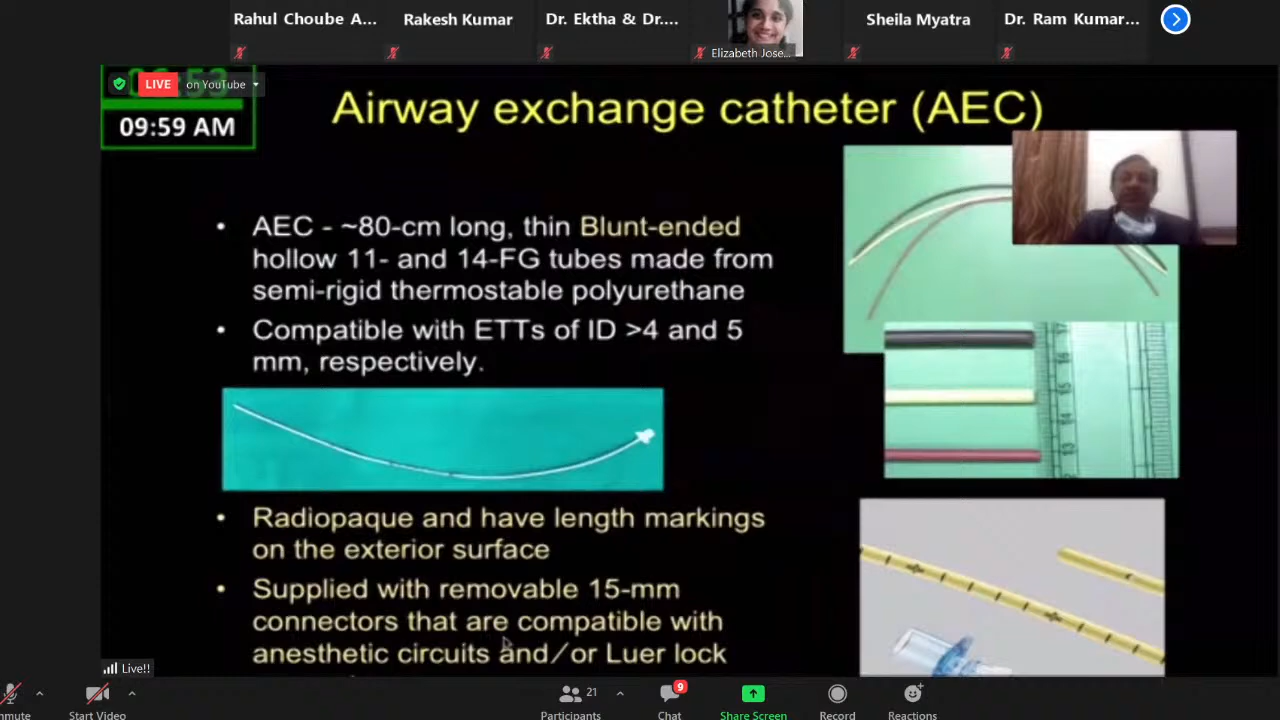 Rahul Choube A...
Rakesh Kumar
Dr. Ektha & Dr....
Elizabeth Jose...
Sheila Myatra
Dr. Ram Kumar...
LIVE
on YouTube
09:59 AM
Airway exchange catheter (AEC)
• AEC - ~80-cm long, thin Blunt-ended
hollow 11- and 14-FG tubes made from
semi-rigid thermostable polyurethane
• Compatible with ETTs of ID >4 and 5
mm, respectively.
• Radiopaque and have length markings
on the exterior surface
• Supplied with removable 15-mm
connectors that are compatible with
anesthetic circuits and/or Luer lock
Live!!
Start Video
21
Participants
9
Chat
Share Screen
Record
Reactions